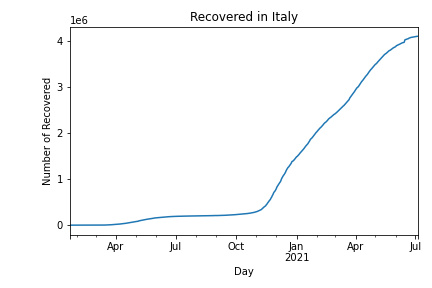 Recovered in Italy
1e6
Number of Recovered
4
3
2
1
0
Apr
Jul
Oct
Jan
2021
Apr
Jul
Day